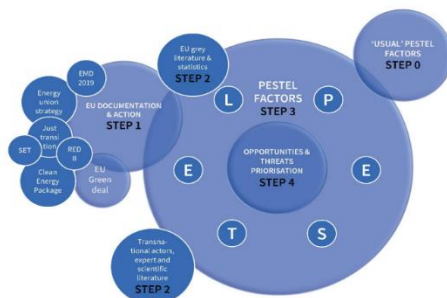 EMD
2019
Energy
union
strategy
Just
transi
tion
SET
RED
II
Clean
Energy
Package
EU
Green
deal
EU DOCUMENTATION
& ACTION
STEP 1
EU grey
literature &
statistics
STEP 2
'USUAL' PESTEL
FACTORS
STEP 0
PESTEL
FACTORS
STEP 3
L
P
E
E
T
S
OPPORTUNITIES &
THREATS
PRIORISATION
STEP 4
Transna-
tional actors,
expert and
scientific
literature
STEP 2